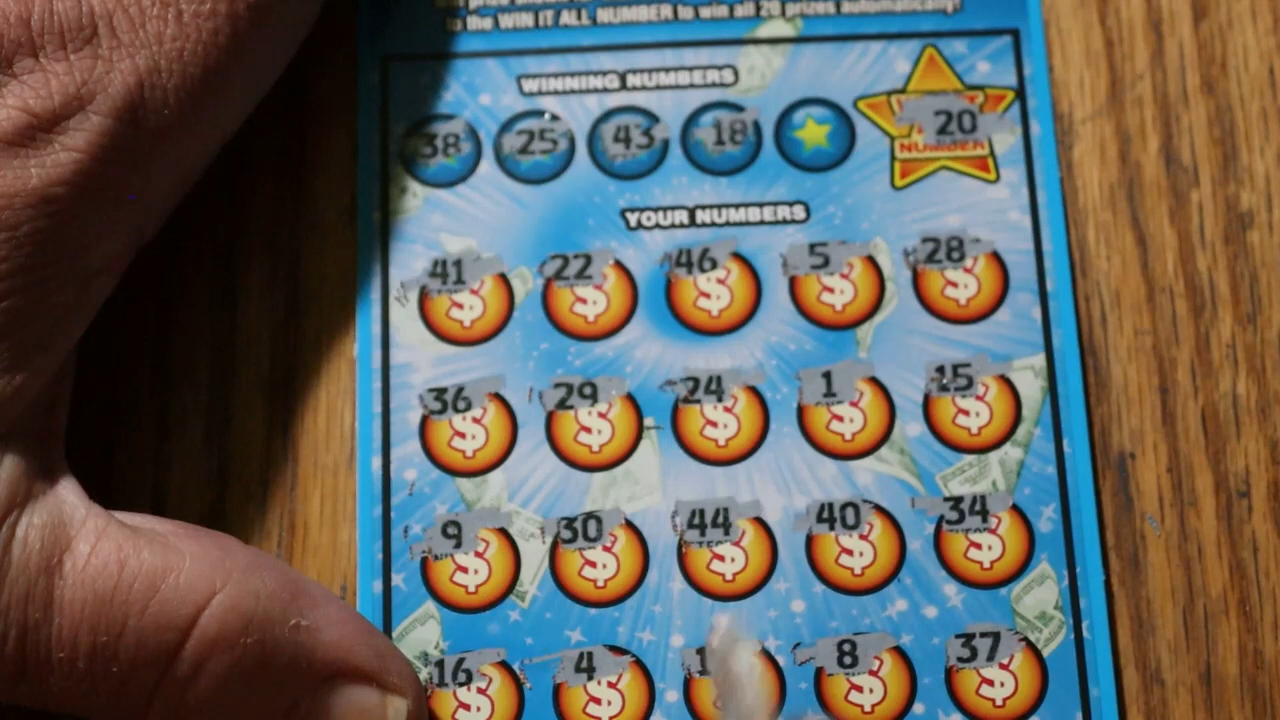 to the WIN IT ALL NUMBER to win all 20 prizes automatically!
WINNING NUMBERS
38 25 43 18 20
NUMBER
YOUR NUMBERS
41 22 46 5 28
36 29 24 1 15
9 30 44 40 34
16 4 1 8 37